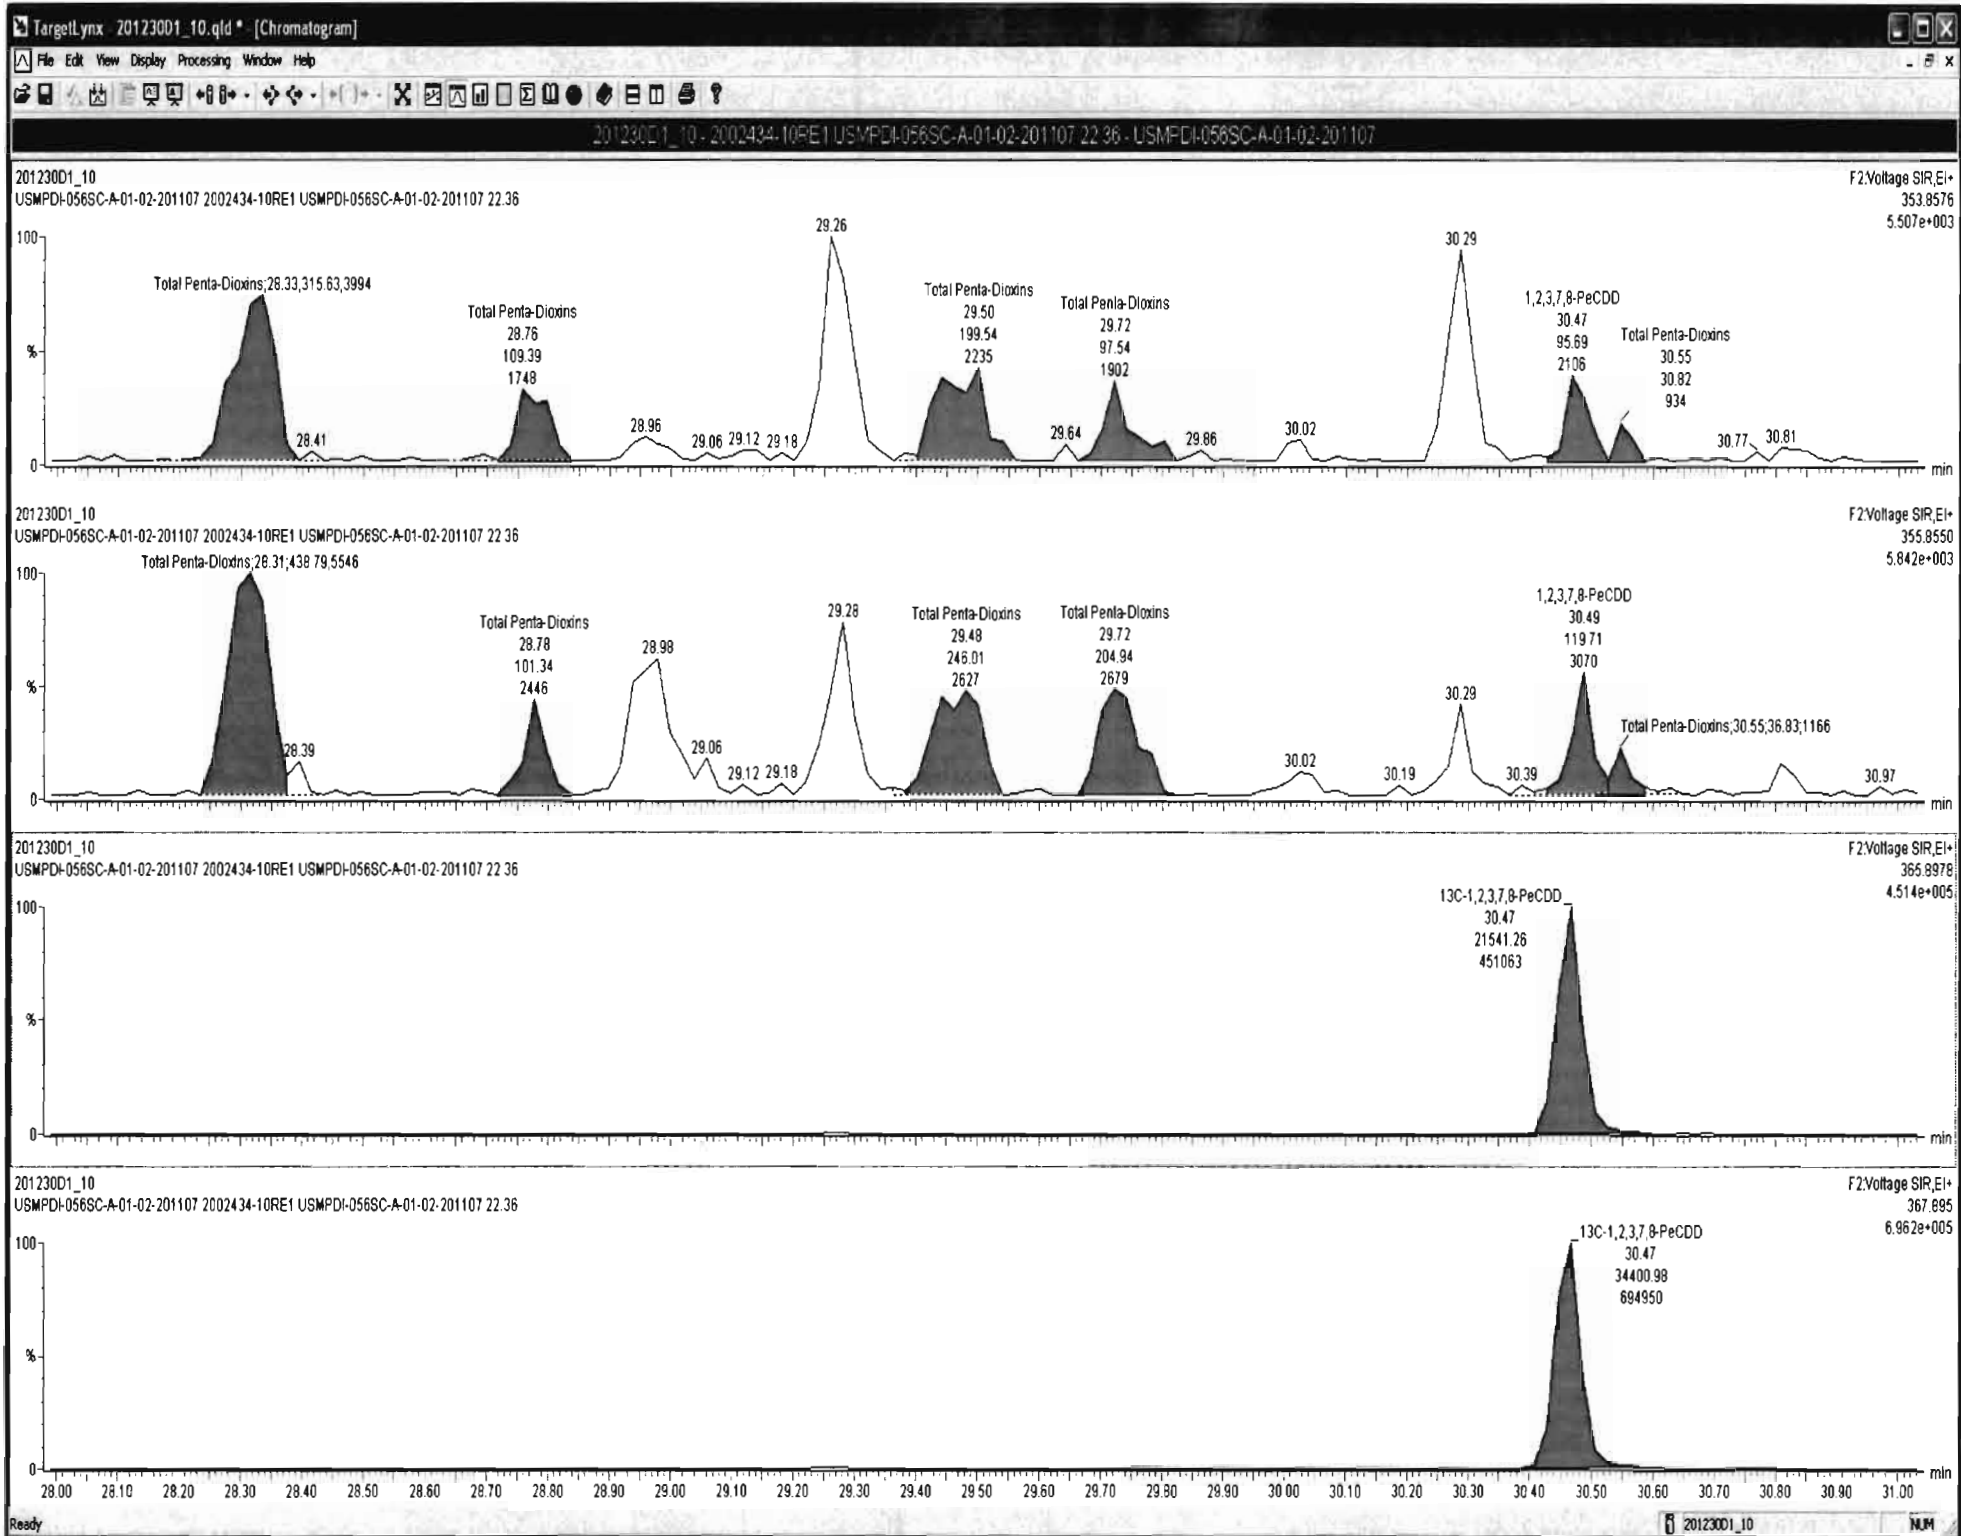 TargetLynx - 201230D1_10.qld * - [Chromatogram]
File Edit View Display Processing Window Help
201230D1_10 - 2002434-10RE1 USMPDI-056SC-A-01-02-201107 22.36 - USMPDI-056SC-A-01-02-201107
201230D1_10
USMPDI-056SC-A-01-02-201107 2002434-10RE1 USMPDI-056SC-A-01-02-201107 22.36
F2:Voltage SIR,EI+
353.8576
5.507e+003
100
%
0
Total Penta-Dioxins;28.33,315.63,3994
28.41
Total Penta-Dioxins
28.76
109.39
1748
28.96
29.06
29.12
29.18
29.26
Total Penta-Dioxins
29.50
199.54
2235
29.64
Total Penta-Dioxins
29.72
97.54
1902
29.86
30.02
30.29
1,2,3,7,8-PeCDD
30.47
95.69
2106
Total Penta-Dioxins
30.55
30.82
934
30.77
30.81
min
201230D1_10
USMPDI-056SC-A-01-02-201107 2002434-10RE1 USMPDI-056SC-A-01-02-201107 22.36
F2:Voltage SIR,EI+
355.8550
5.842e+003
100
%
0
Total Penta-Dioxins;28.31;438.79,5546
28.39
Total Penta-Dioxins
28.78
101.34
2446
28.98
29.06
29.12
29.18
29.28
Total Penta-Dioxins
29.48
246.01
2627
Total Penta-Dioxins
29.72
204.94
2679
30.02
30.19
30.29
30.39
1,2,3,7,8-PeCDD
30.49
119.71
3070
Total Penta-Dioxins;30.55;36.83;1166
30.97
min
201230D1_10
USMPDI-056SC-A-01-02-201107 2002434-10RE1 USMPDI-056SC-A-01-02-201107 22.36
F2:Voltage SIR,EI+
365.8978
4.514e+005
100
%
0
13C-1,2,3,7,8-PeCDD
30.47
21541.26
451063
min
201230D1_10
USMPDI-056SC-A-01-02-201107 2002434-10RE1 USMPDI-056SC-A-01-02-201107 22.36
F2:Voltage SIR,EI+
367.895
6.962e+005
100
%
0
13C-1,2,3,7,8-PeCDD
30.47
34400.98
694950
min
28.00 28.10 28.20 28.30 28.40 28.50 28.60 28.70 28.80 28.90 29.00 29.10 29.20 29.30 29.40 29.50 29.60 29.70 29.80 29.90 30.00 30.10 30.20 30.30 30.40 30.50 30.60 30.70 30.80 30.90 31.00
Ready
201230D1_10
NUM